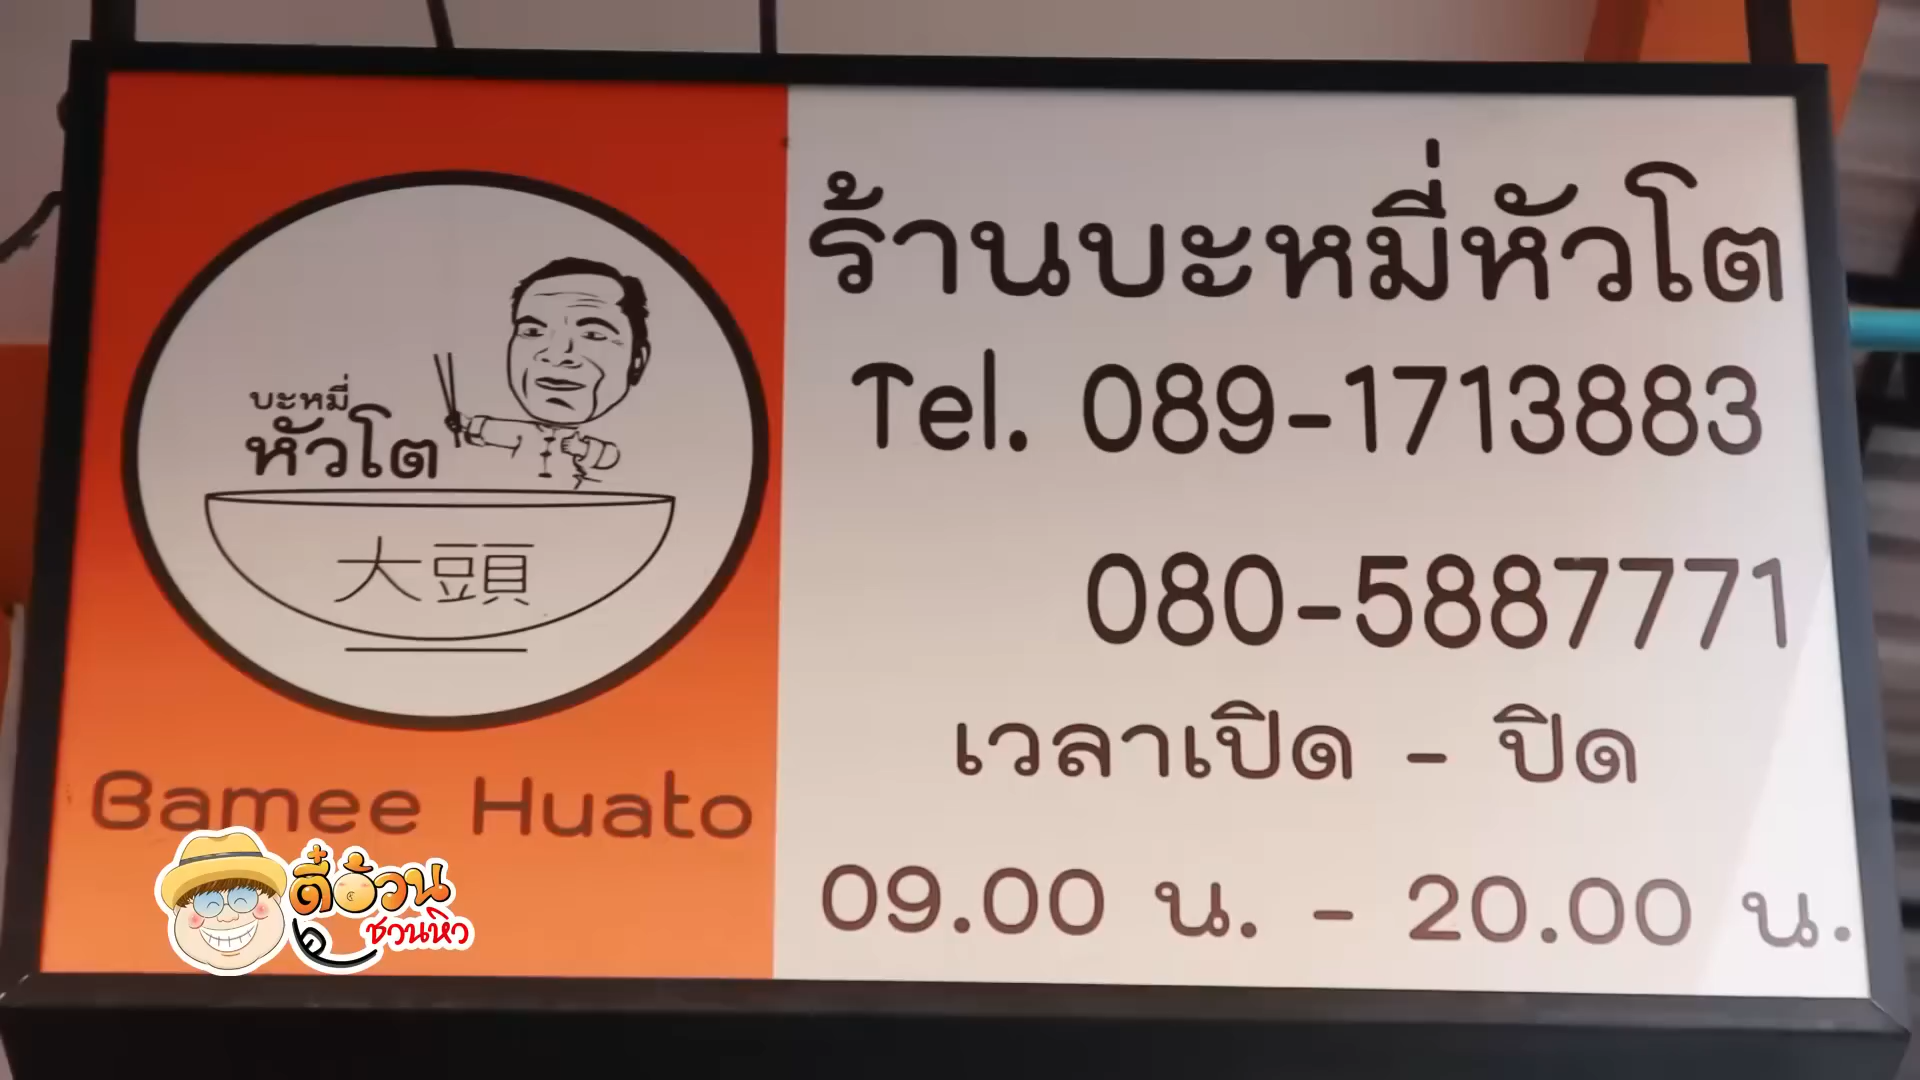 บะหมี่
หัวโต
大頭
Bamee Huato
ร้านบะหมี่หัวโต
Tel. 089-1713883
080-5887771
เวลาเปิด - ปิด
09.00 น. - 20.00 น.
ตี๋อ้วน
ชวนหิว